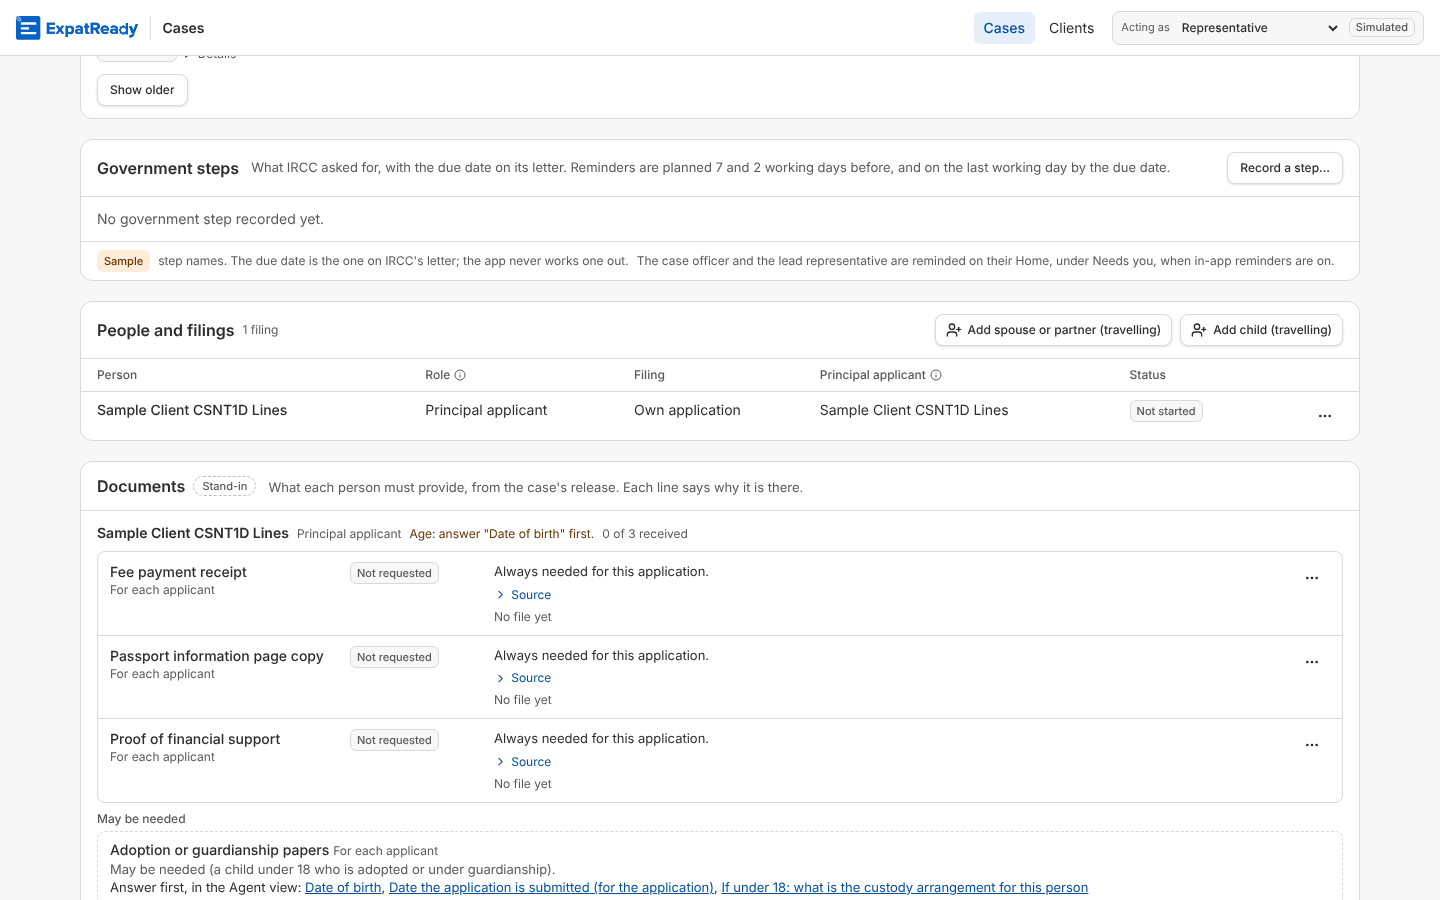 ExpatReady
Cases
Cases
Clients
Acting as
Representative
Simulated
Details
Show older
Government steps
What IRCC asked for, with the due date on its letter. Reminders are planned 7 and 2 working days before, and on the last working day by the due date.
Record a step...
No government step recorded yet.
Sample step names. The due date is the one on IRCC's letter; the app never works one out. The case officer and the lead representative are reminded on their Home, under Needs you, when in-app reminders are on.
People and filings
1 filing
Add spouse or partner (travelling)
Add child (travelling)
Person
Role
Filing
Principal applicant
Status
Sample Client CSNT1D Lines
Principal applicant
Own application
Sample Client CSNT1D Lines
Not started
Documents
Stand-in
What each person must provide, from the case's release. Each line says why it is there.
Sample Client CSNT1D Lines Principal applicant Age: answer "Date of birth" first. 0 of 3 received
Fee payment receipt
For each applicant
Not requested
Always needed for this application.
Source
No file yet
Passport information page copy
For each applicant
Not requested
Always needed for this application.
Source
No file yet
Proof of financial support
For each applicant
Not requested
Always needed for this application.
Source
No file yet
May be needed
Adoption or guardianship papers For each applicant
May be needed (a child under 18 who is adopted or under guardianship).
Answer first, in the Agent view: Date of birth, Date the application is submitted (for the application), If under 18: what is the custody arrangement for this person